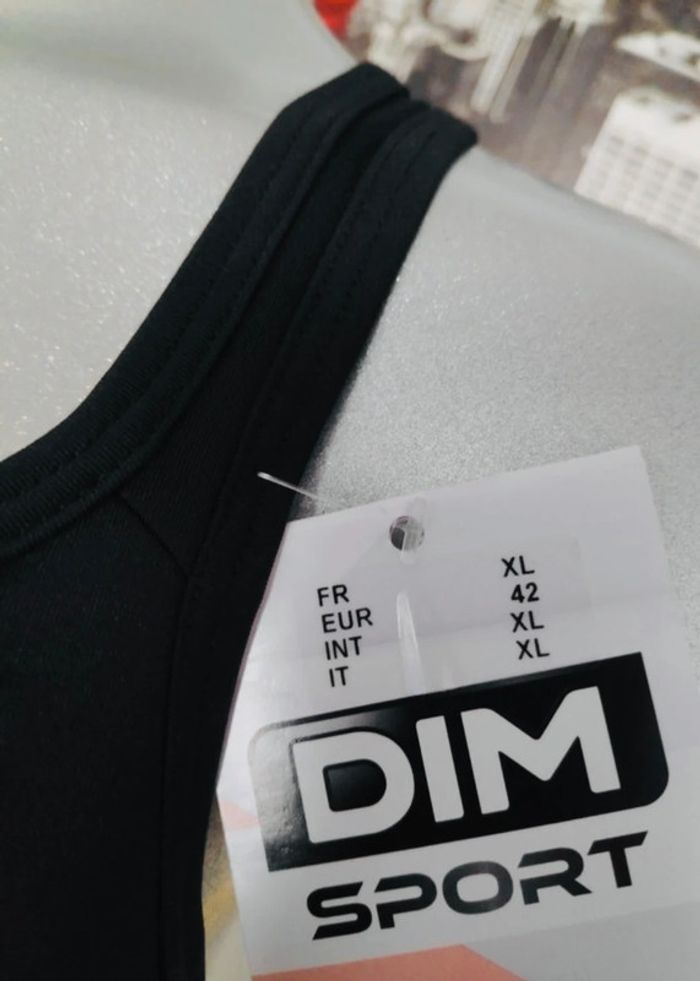 FR XL
EUR 42
INT XL
IT XL
DIM
SPORT